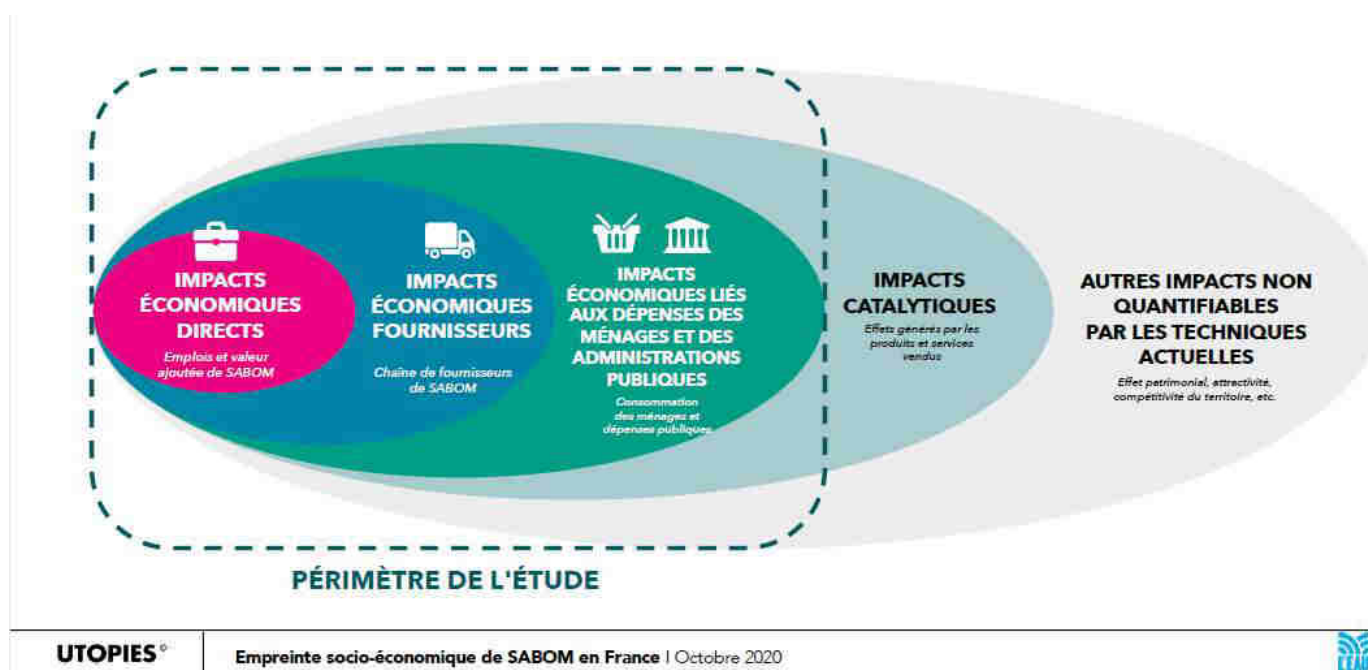 IMPACTS
ÉCONOMIQUES
DIRECTS
Emplois et valeur
ajoutée de SABOM
IMPACTS
ÉCONOMIQUES
FOURNISSEURS
Chaîne de fournisseurs
de SABOM
IMPACTS
ÉCONOMIQUES LIÉS
AUX DÉPENSES DES
MÉNAGES ET DES
ADMINISTRATIONS
PUBLIQUES
Consommation
des ménages et
dépenses publiques
IMPACTS
CATALYTIQUES
Effets générés par les
produits et services
vendus
AUTRES IMPACTS NON
QUANTIFIABLES
PAR LES TECHNIQUES
ACTUELLES
Effet patrimonial, attractivité,
compétitivité du territoire, etc.
PÉRIMÈTRE DE L'ÉTUDE
UTOPIES©
Empreinte socio-économique de SABOM en France | Octobre 2020